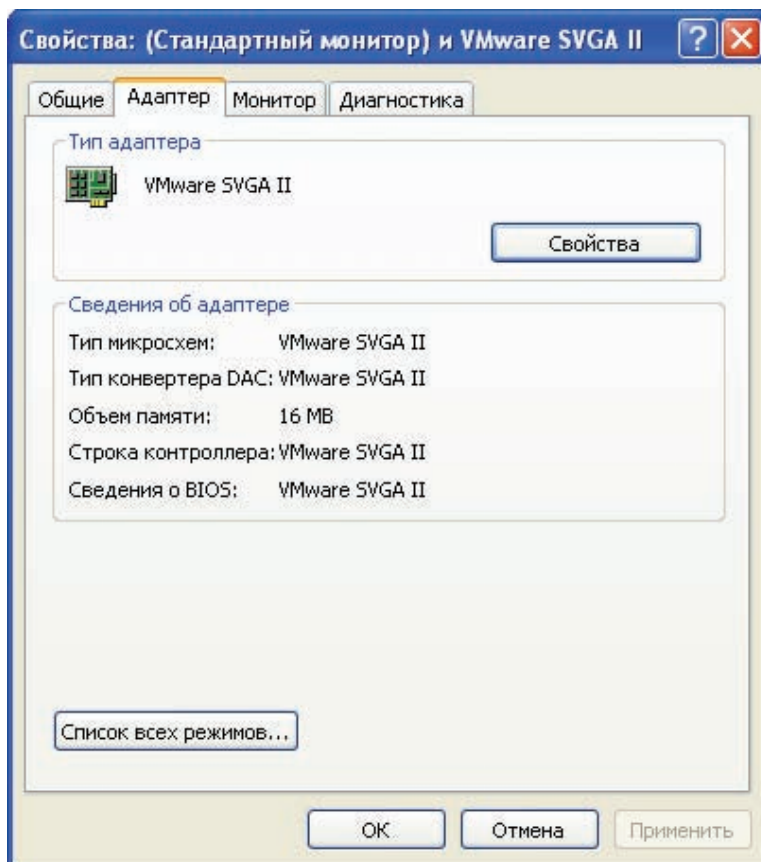 Свойства: (Стандартный монитор) и VMware SVGA II
Общие Адаптер Монитор Диагностика
Тип адаптера
VMware SVGA II
Свойства
Сведения об адаптере
Тип микросхем: VMware SVGA II
Тип конвертера DAC: VMware SVGA II
Объем памяти: 16 MB
Строка контроллера: VMware SVGA II
Сведения о BIOS: VMware SVGA II
Список всех режимов...
ОК Отмена Применить